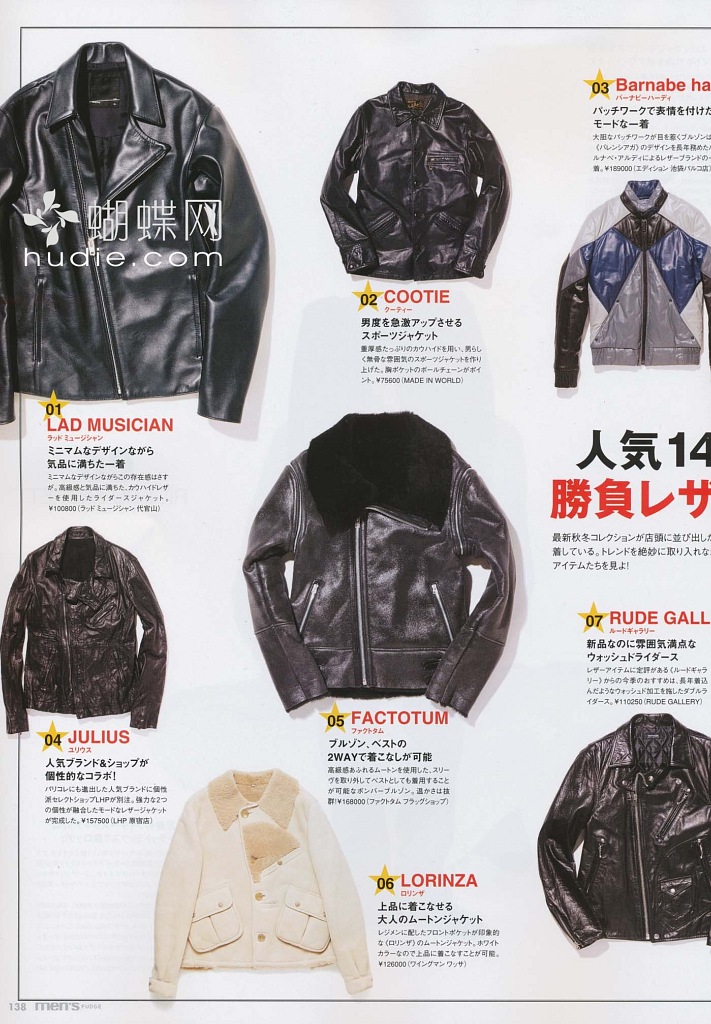 蝴蝶网
hudie.com
01
LAD MUSICIAN
ラッド ミュージシャン
ミニマムなデザインながら
気品に満ちた一着
ミニマムなデザインながらこの存在感はさす
が。高級感と気品に満ちた、カウハイドレザ
ーを使用したライダースジャケット。
¥100800(ラッド ミュージシャン 代官山)
02 COOTIE
クーティー
男度を急激アップさせる
スポーツジャケット
重厚感たっぷりのカウハイドを用い、男らし
く無骨な雰囲気のスポーツジャケットを作り
上げた。胸ポケットのボールチェーンがポイ
ント。¥75600(MADE IN WORLD)
03 Barnabe ha
バーナビーハーディ
パッチワークで表情を付けた
モードな一着
大胆なパッチワークが目を惹くブルゾンは
《バレンシアガ》のデザインを長年務めた
ルナベ・アルディによるレザーブランドの一
着。¥189000(エディション 池袋パルコ店)
人気14
勝負レザ
最新秋冬コレクションが店頭に並び出した
着している。トレンドを絶妙に取り入れな
アイテムたちを見よ!
04 JULIUS
ユリウス
人気ブランド&ショップが
個性的なコラボ!
パリコレにも進出した人気ブランドに個性
派セレクトショップLHPが別注。強力な2つ
の個性が融合したモードなレザージャケット
が完成した。¥157500(LHP 原宿店)
05 FACTOTUM
ファクトタム
ブルゾン、ベストの
2WAYで着こなしが可能
高級感あふれるムートンを使用した、スリー
ヴを取り外してベストとしても着用すること
が可能なボンバーブルゾン。温かさは抜
群!¥168000(ファクトタム フラッグショップ)
06 LORINZA
ロリンザ
上品に着こなせる
大人のムートンジャケット
レジメンに配したフロントポケットが印象的
な《ロリンザ》のムートンジャケット。ホワイト
カラーなので上品に着こなすことが可能。
¥126000(ワイングマン ワッサ)
07 RUDE GALL
ルードギャラリー
新品なのに雰囲気満点な
ウォッシュドライダース
レザーアイテムに定評がある《ルードギャラ
リー》からの今季のおすすめは、長年着込
んだようなウォッシュド加工を施したダブルラ
イダース。¥110250(RUDE GALLERY)
138 men's FUDGE